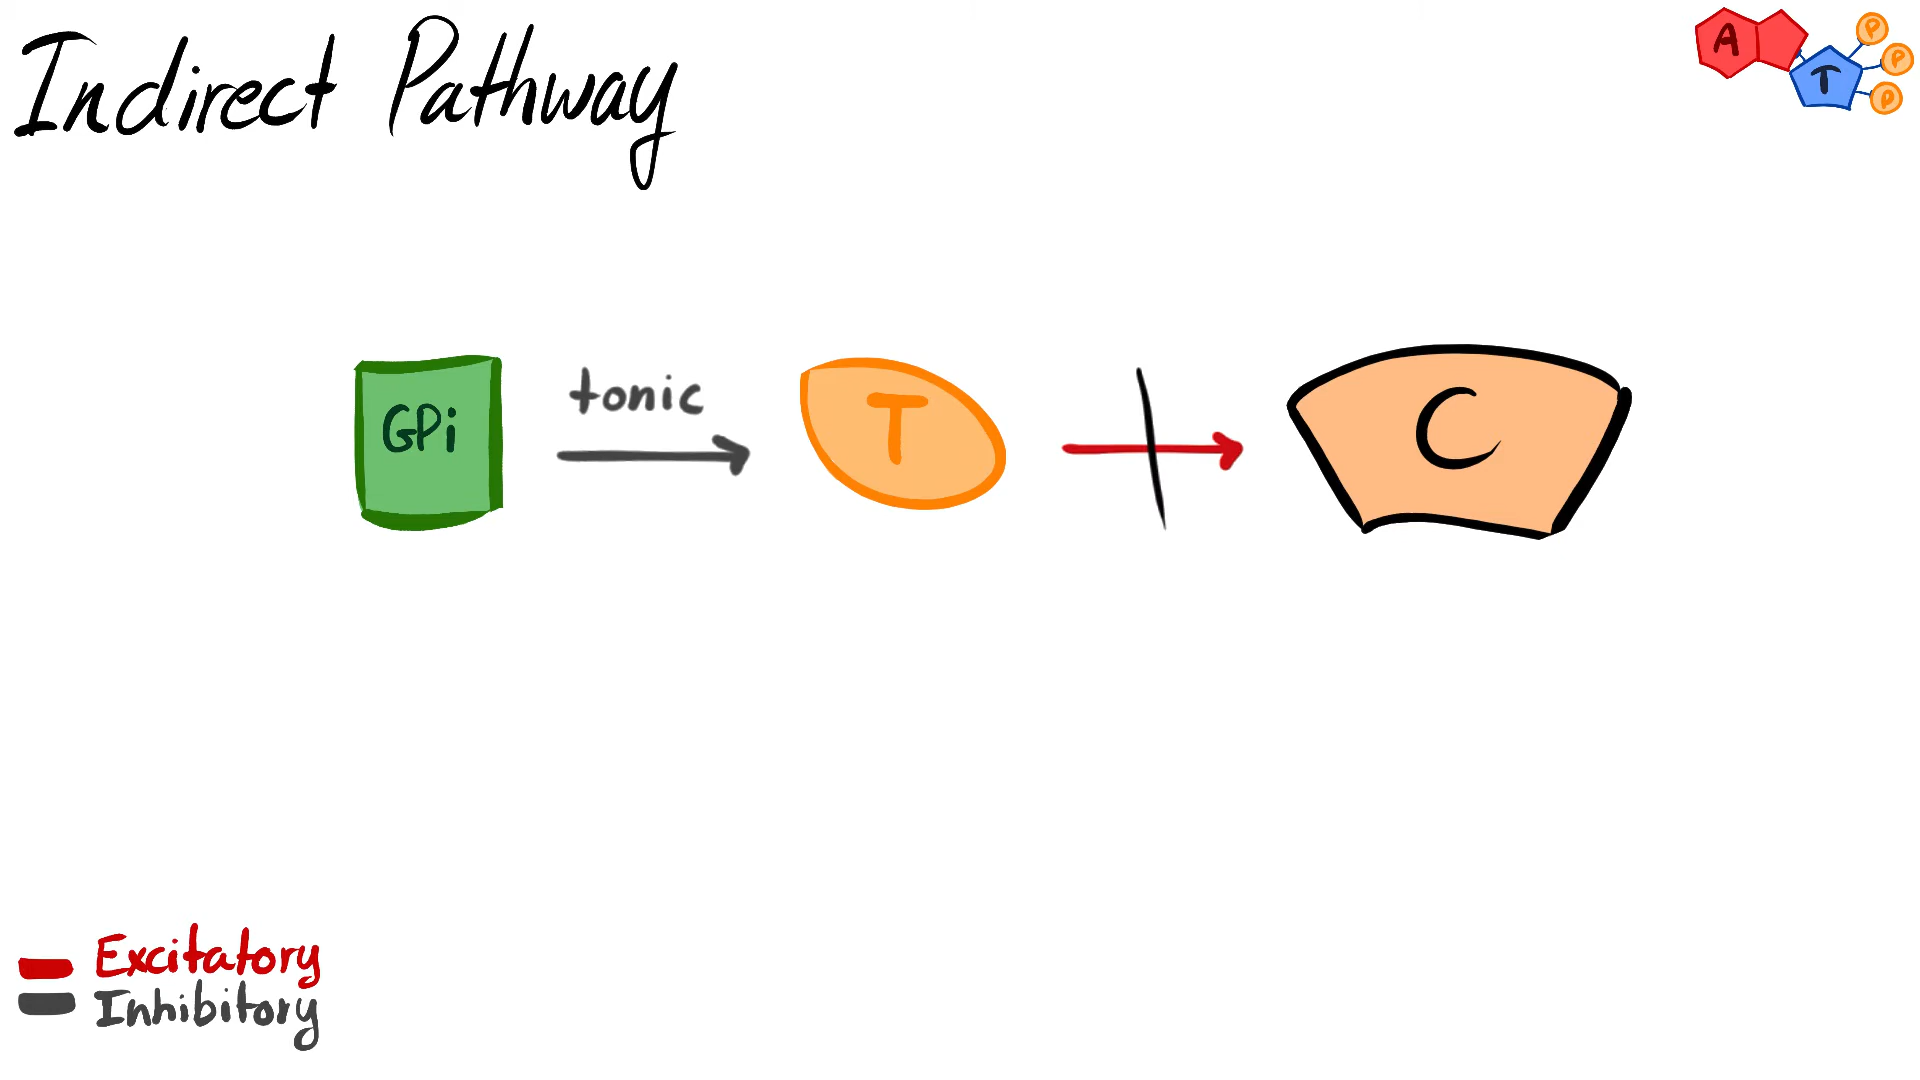 Indirect Pathway
A T P P P
GPi tonic T C
Excitatory
Inhibitory